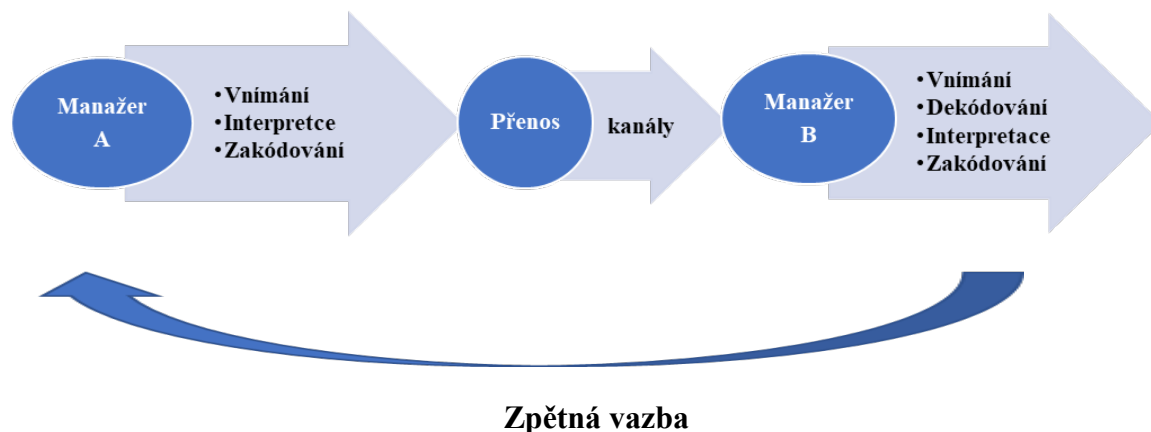 Manažer
A
•Vnímání
•Interpretce
•Zakódování
Přenos
kanály
Manažer
B
•Vnímání
•Dekódování
•Interpretace
•Zakódování
Zpětná vazba